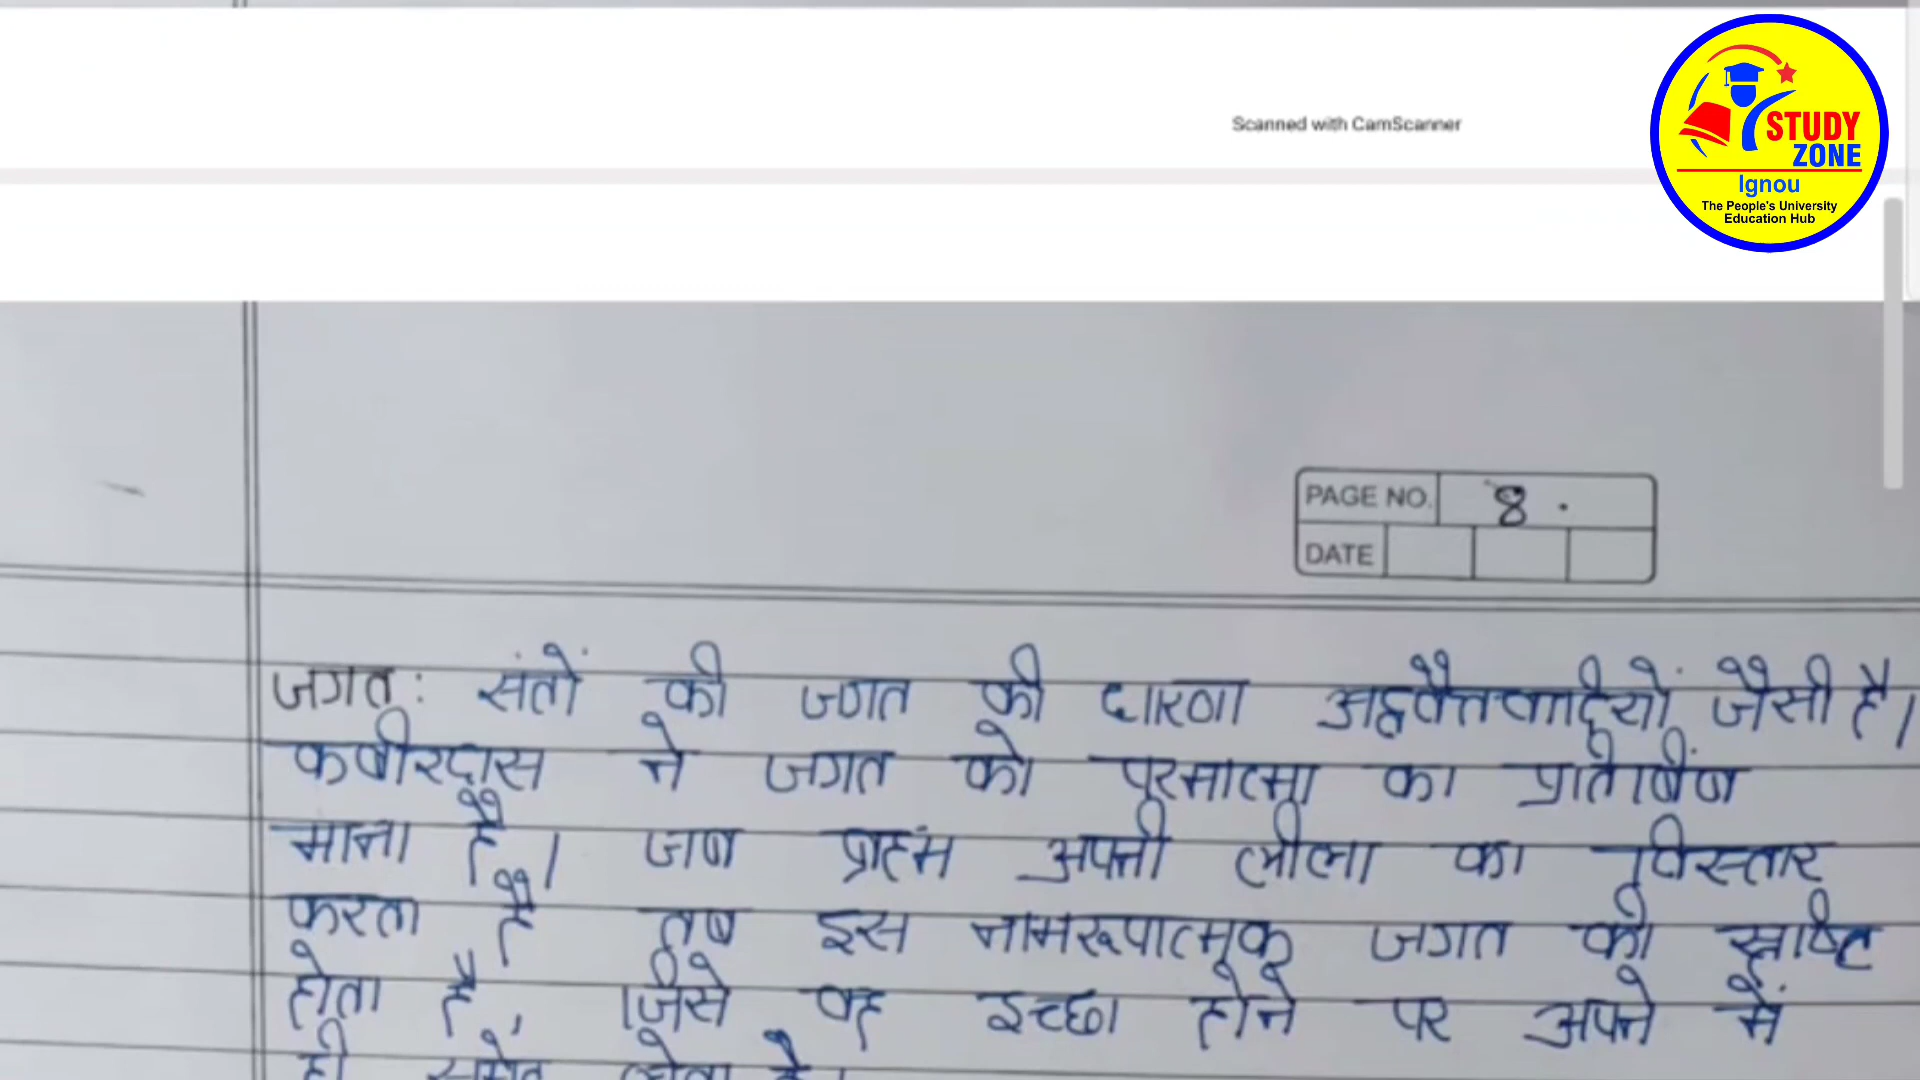 Scanned with CamScanner
STUDY
ZONE
Ignou
The People's University
Education Hub
PAGE NO. 8.
DATE
जगत: संतों की जगत की धारणा अद्वैत्तवादियों जैसी है।
कबीरदास ने जगत को परमात्मा का प्रतिबिंब
माना है। जब ब्रह्म अपनी लीला का विस्तार
करता है तब इस नामरूपात्मक जगत की सृष्टि
होता है, जिसे वह इच्छा होने पर अपने में
ही समेट लेता है।